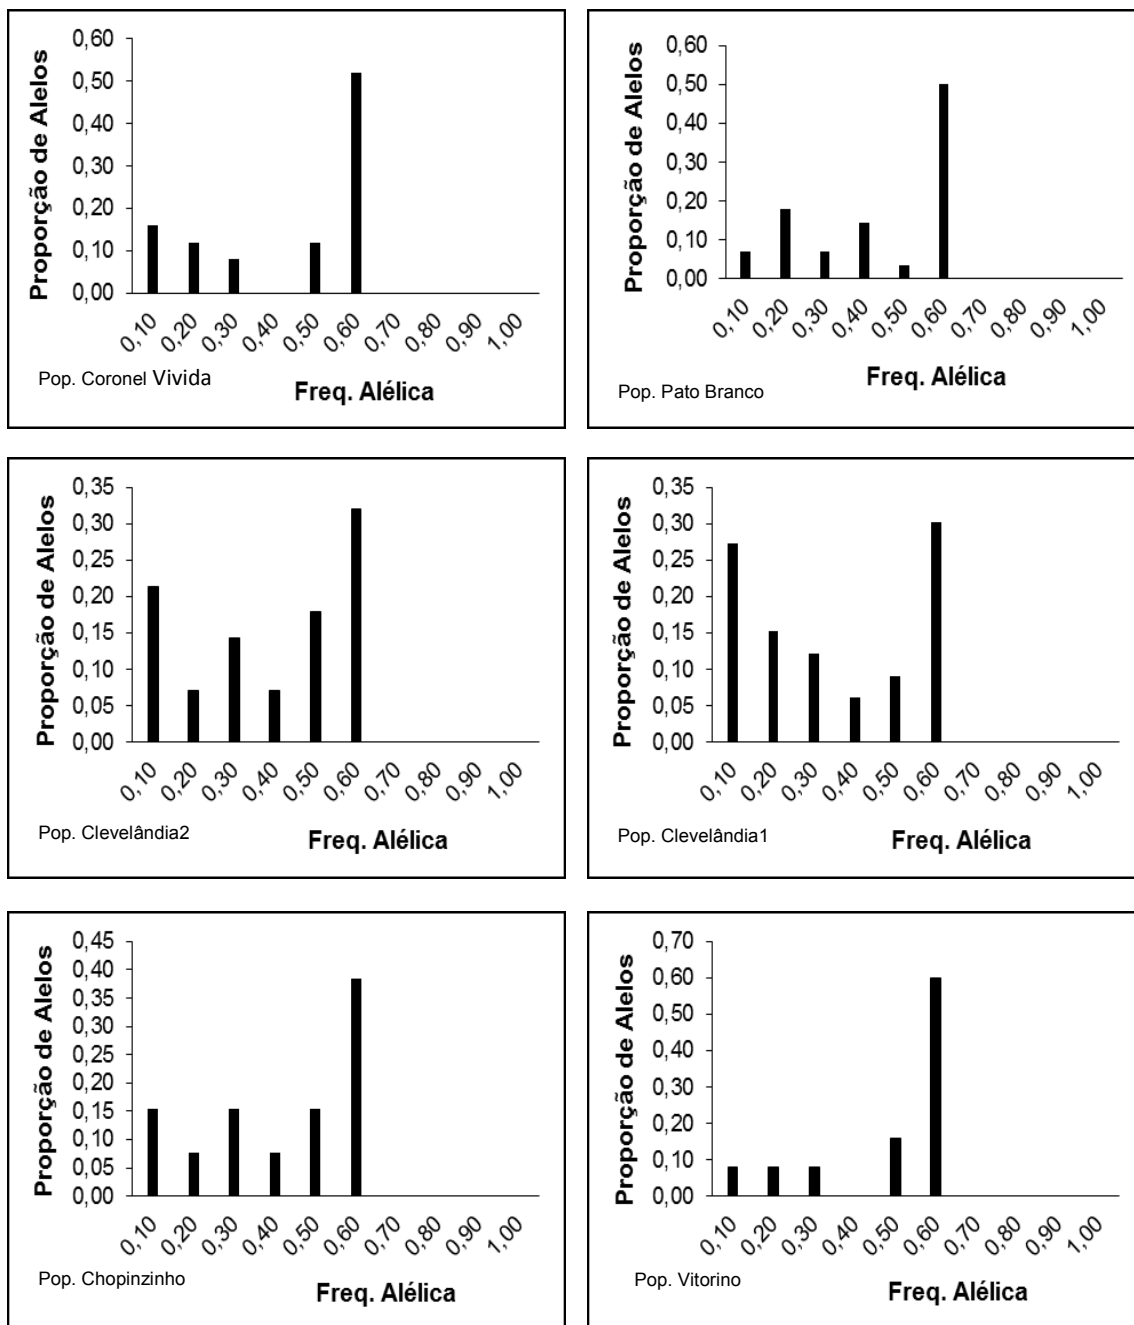 0,60
0,50
0,40
0,30
0,20
0,10
0,00
Proporção de Alelos
0,10 0,20 0,30 0,40 0,50 0,60 0,70 0,80 0,90 1,00
Pop. Coronel Vivida
Freq. Alélica
0,60
0,50
0,40
0,30
0,20
0,10
0,00
Proporção de Alelos
0,10 0,20 0,30 0,40 0,50 0,60 0,70 0,80 0,90 1,00
Freq. Alélica
Pop. Pato Branco
0,35
0,30
0,25
0,20
0,15
0,10
0,05
0,00
Proporção de Alelos
0,10 0,20 0,30 0,40 0,50 0,60 0,70 0,80 0,90 1,00
Pop. Clevelândia2
Freq. Alélica
0,35
0,30
0,25
0,20
0,15
0,10
0,05
0,00
Proporção de Alelos
0,10 0,20 0,30 0,40 0,50 0,60 0,70 0,80 0,90 1,00
Pop. Clevelândia1
Freq. Alélica
0,45
0,40
0,35
0,30
0,25
0,20
0,15
0,10
0,05
0,00
Proporção de Alelos
0,10 0,20 0,30 0,40 0,50 0,60 0,70 0,80 0,90 1,00
Pop. Chopinzinho
Freq. Alélica
0,70
0,60
0,50
0,40
0,30
0,20
0,10
0,00
Proporção de Alelos
0,10 0,20 0,30 0,40 0,50 0,60 0,70 0,80 0,90 1,00
Pop. Vitorino
Freq. Alélica